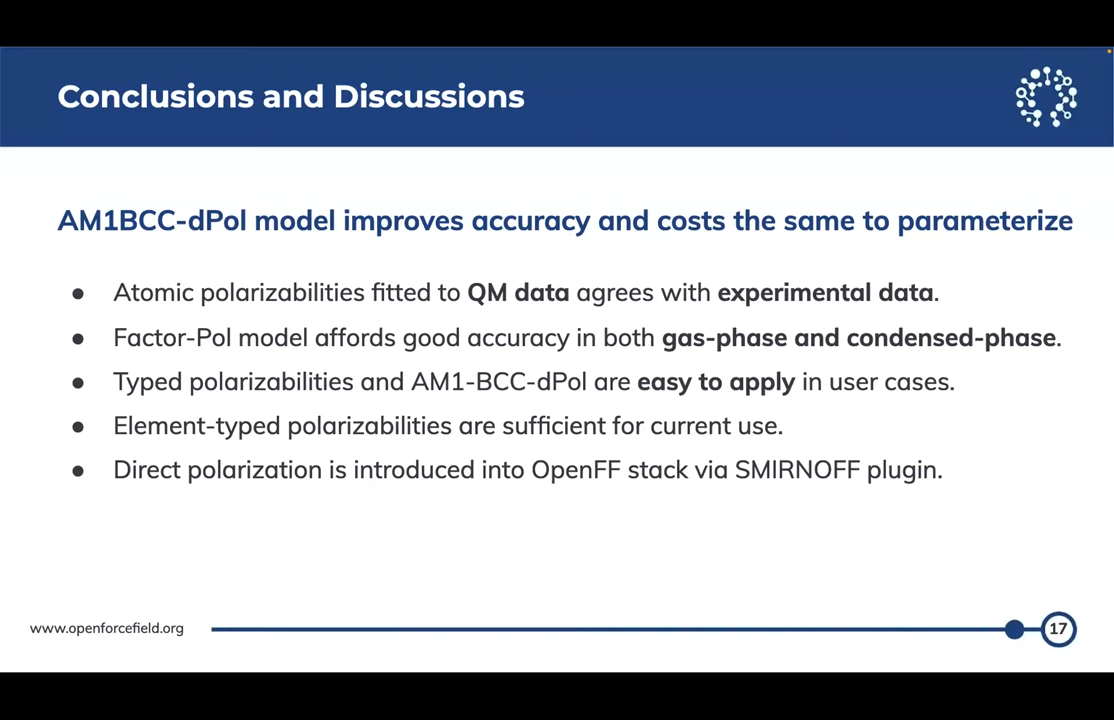 Conclusions and Discussions
AM1BCC-dPol model improves accuracy and costs the same to parameterize
● Atomic polarizabilities fitted to QM data agrees with experimental data.
● Factor-Pol model affords good accuracy in both gas-phase and condensed-phase.
● Typed polarizabilities and AM1-BCC-dPol are easy to apply in user cases.
● Element-typed polarizabilities are sufficient for current use.
● Direct polarization is introduced into OpenFF stack via SMIRNOFF plugin.
www.openforcefield.org
17